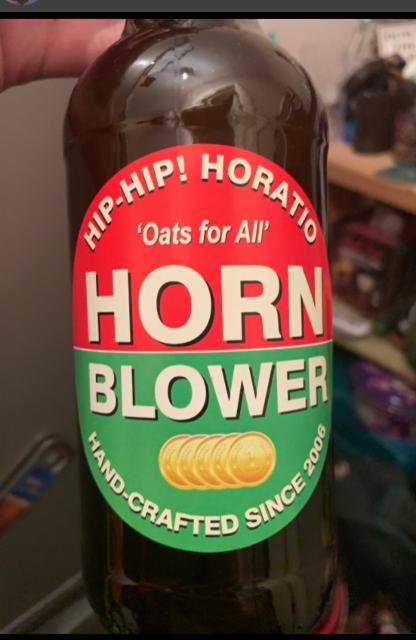 HIP-HIP! HORATIO
'Oats for All'
HORN
BLOWER
HAND-CRAFTED SINCE 2006